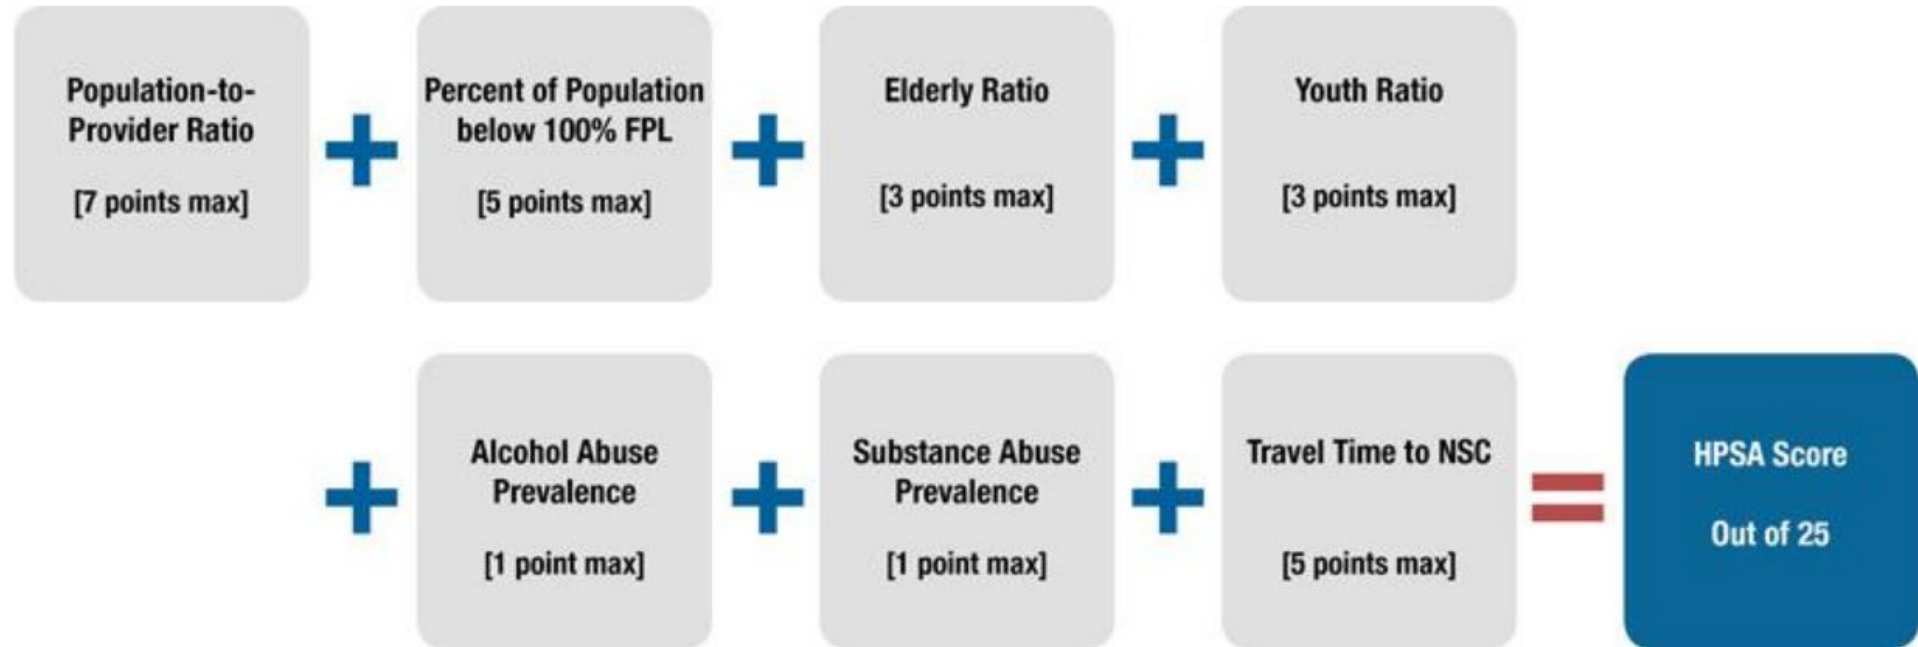 Population-to-
Provider Ratio
[7 points max]
Percent of Population
below 100% FPL
[5 points max]
Elderly Ratio
[3 points max]
Youth Ratio
[3 points max]
Alcohol Abuse
Prevalence
[1 point max]
Substance Abuse
Prevalence
[1 point max]
Travel Time to NSC
[5 points max]
HPSA Score
Out of 25